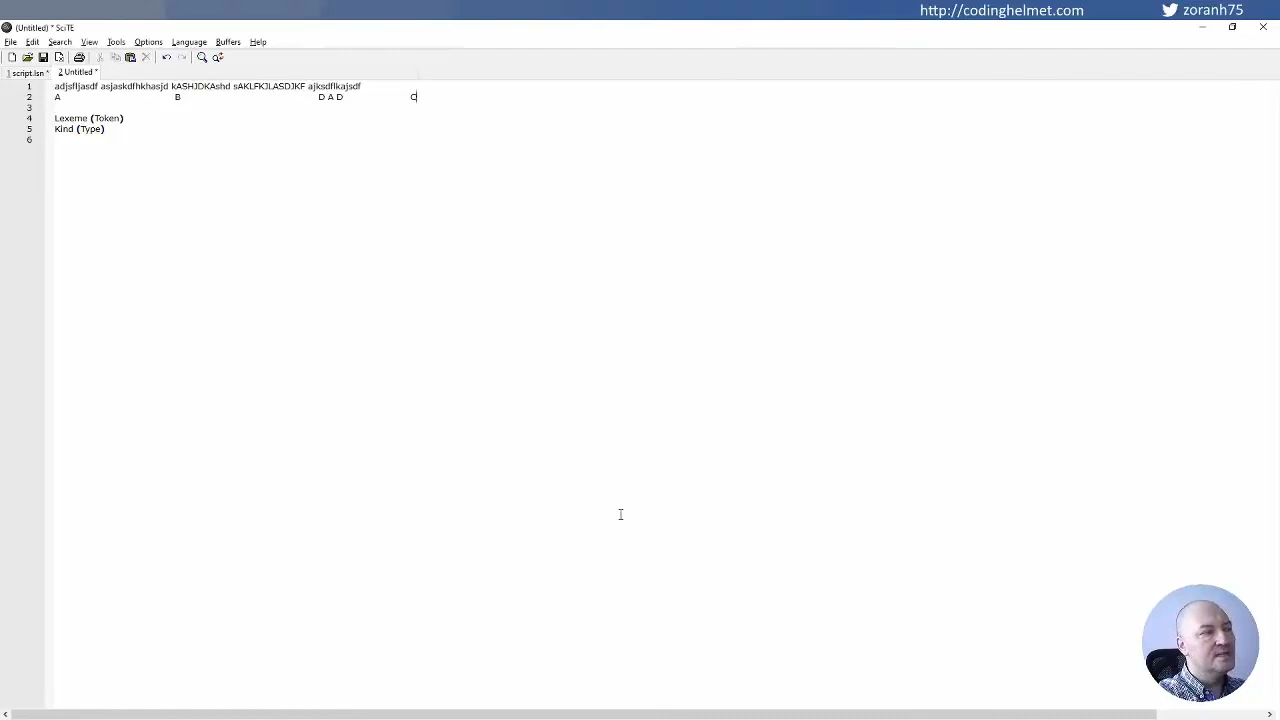 http://codinghelmet.com zoranh75
(Untitled) * SciTE
File Edit Search View Tools Options Language Buffers Help
1 script.lsn * 2 Untitled *
1 adjsfljasdf asjaskdfhkhasjd kASHJDKAshd sAKLFKJLASDJKF ajksdflkajsdf
2 A B D A D C
3
4 Lexeme (Token)
5 Kind (Type)
6